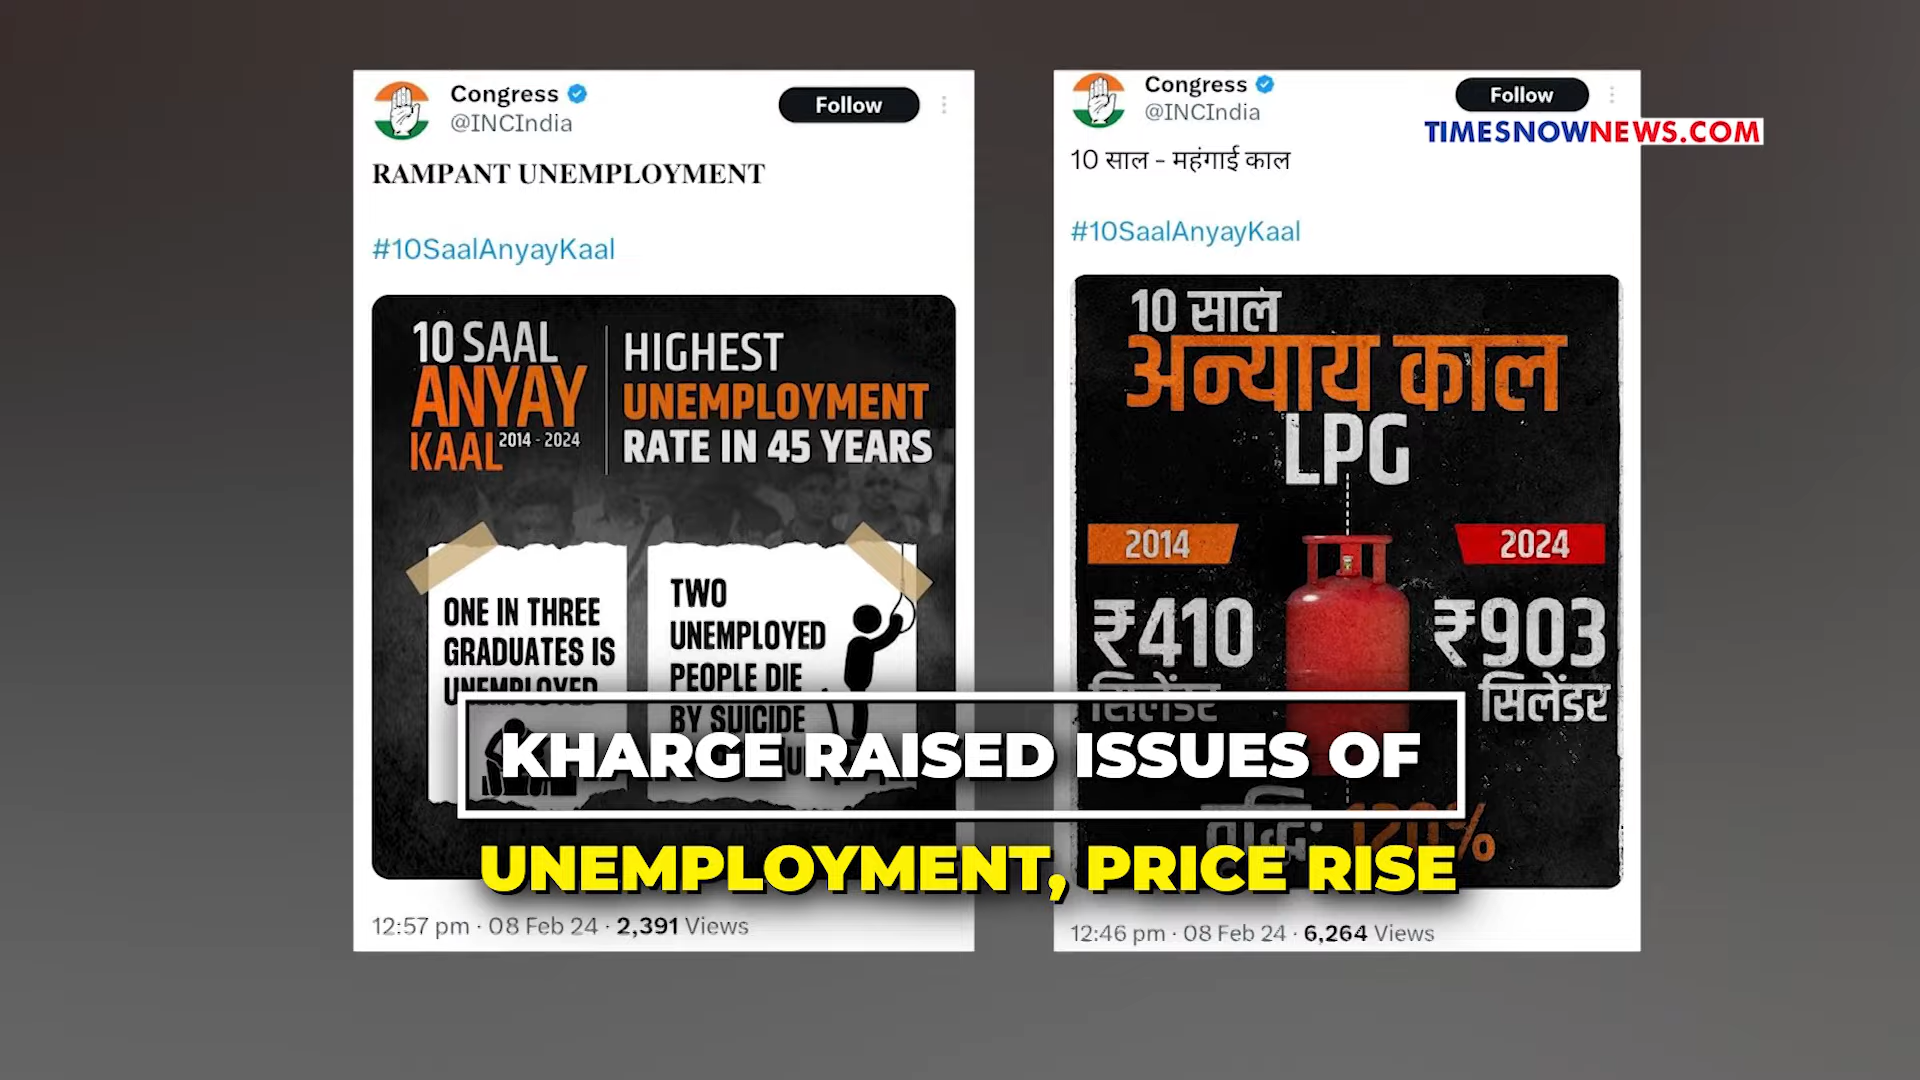 Congress
@INCIndia
Follow
RAMPANT UNEMPLOYMENT
#10SaalAnyayKaal
10 SAAL
ANYAY
KAAL 2014 - 2024
HIGHEST
UNEMPLOYMENT
RATE IN 45 YEARS
ONE IN THREE
GRADUATES IS
UNEMPLOYED
TWO
UNEMPLOYED
PEOPLE DIE
BY SUICIDE
12:57 pm · 08 Feb 24 · 2,391 Views
Congress
@INCIndia
Follow
TIMESNOWNEWS.COM
10 साल - महंगाई काल
#10SaalAnyayKaal
10 साल
अन्याय काल
LPG
2014
₹410
सिलेंडर
2024
₹903
सिलेंडर
वृद्धि: 120%
12:46 pm · 08 Feb 24 · 6,264 Views
KHARGE RAISED ISSUES OF
UNEMPLOYMENT, PRICE RISE